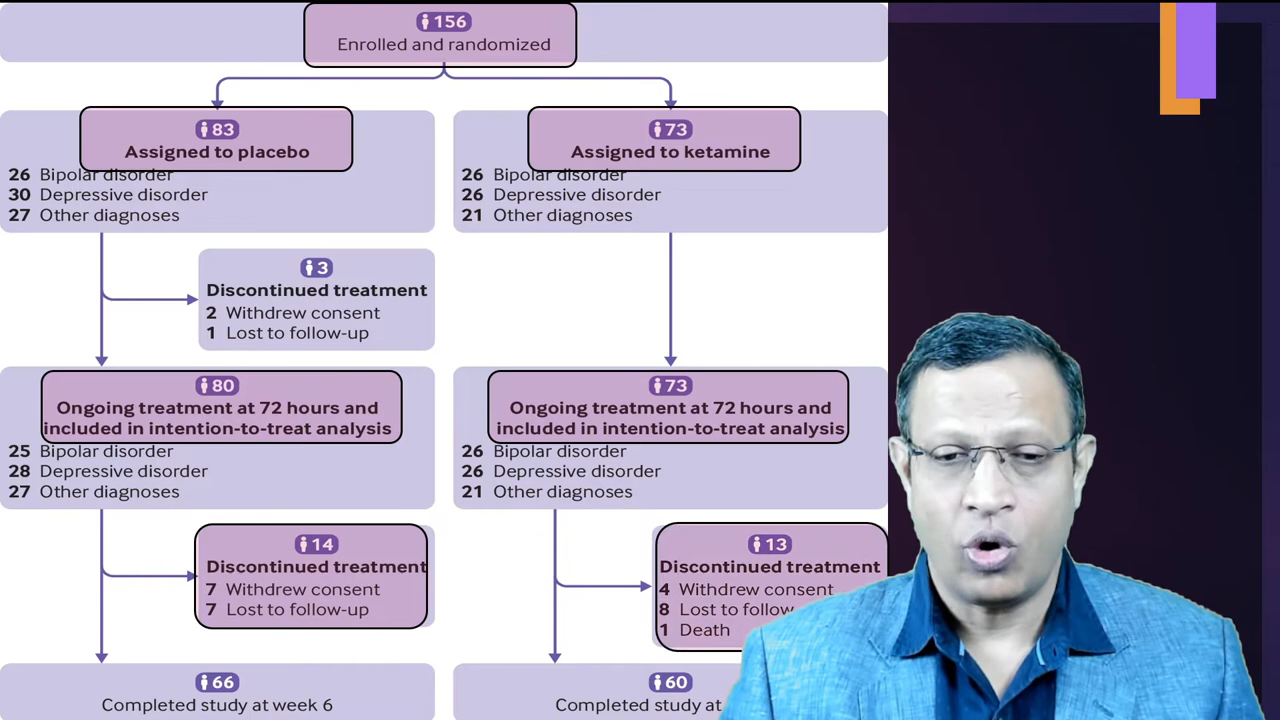 156
Enrolled and randomized
83
Assigned to placebo
26 Bipolar disorder
30 Depressive disorder
27 Other diagnoses
73
Assigned to ketamine
26 Bipolar disorder
26 Depressive disorder
21 Other diagnoses
3
Discontinued treatment
2 Withdrew consent
1 Lost to follow-up
80
Ongoing treatment at 72 hours and
included in intention-to-treat analysis
25 Bipolar disorder
28 Depressive disorder
27 Other diagnoses
73
Ongoing treatment at 72 hours and
included in intention-to-treat analysis
26 Bipolar disorder
26 Depressive disorder
21 Other diagnoses
14
Discontinued treatment
7 Withdrew consent
7 Lost to follow-up
13
Discontinued treatment
4 Withdrew consent
8 Lost to follow
1 Death
66
Completed study at week 6
60
Completed study at